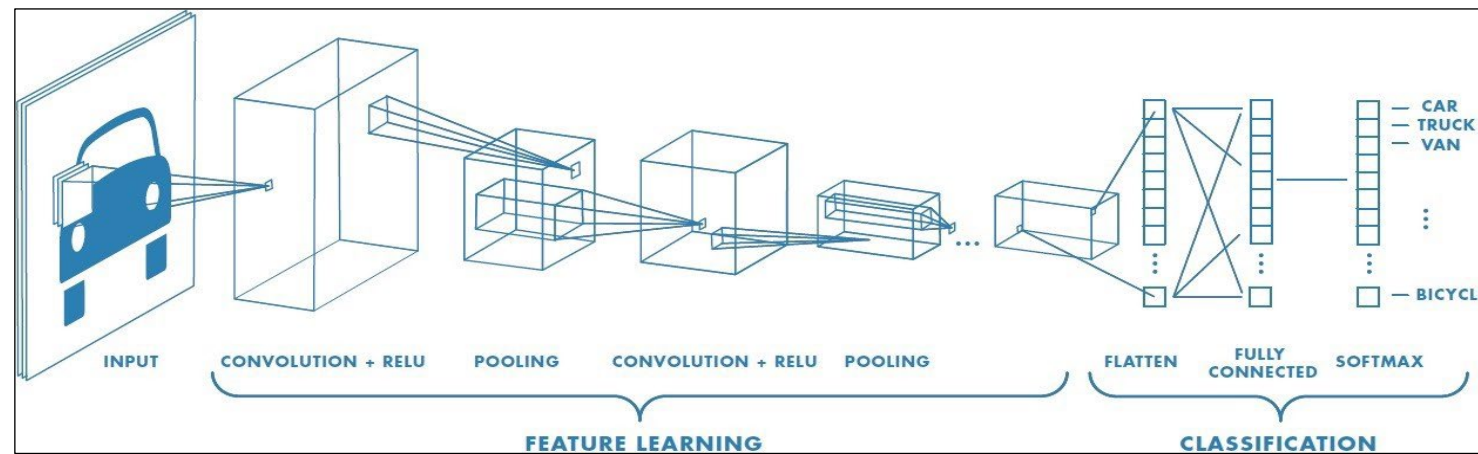 CAR
TRUCK
VAN
BICYCL
INPUT
CONVOLUTION + RELU
POOLING
CONVOLUTION + RELU
POOLING
FLATTEN
FULLY
CONNECTED
SOFTMAX
FEATURE LEARNING
CLASSIFICATION